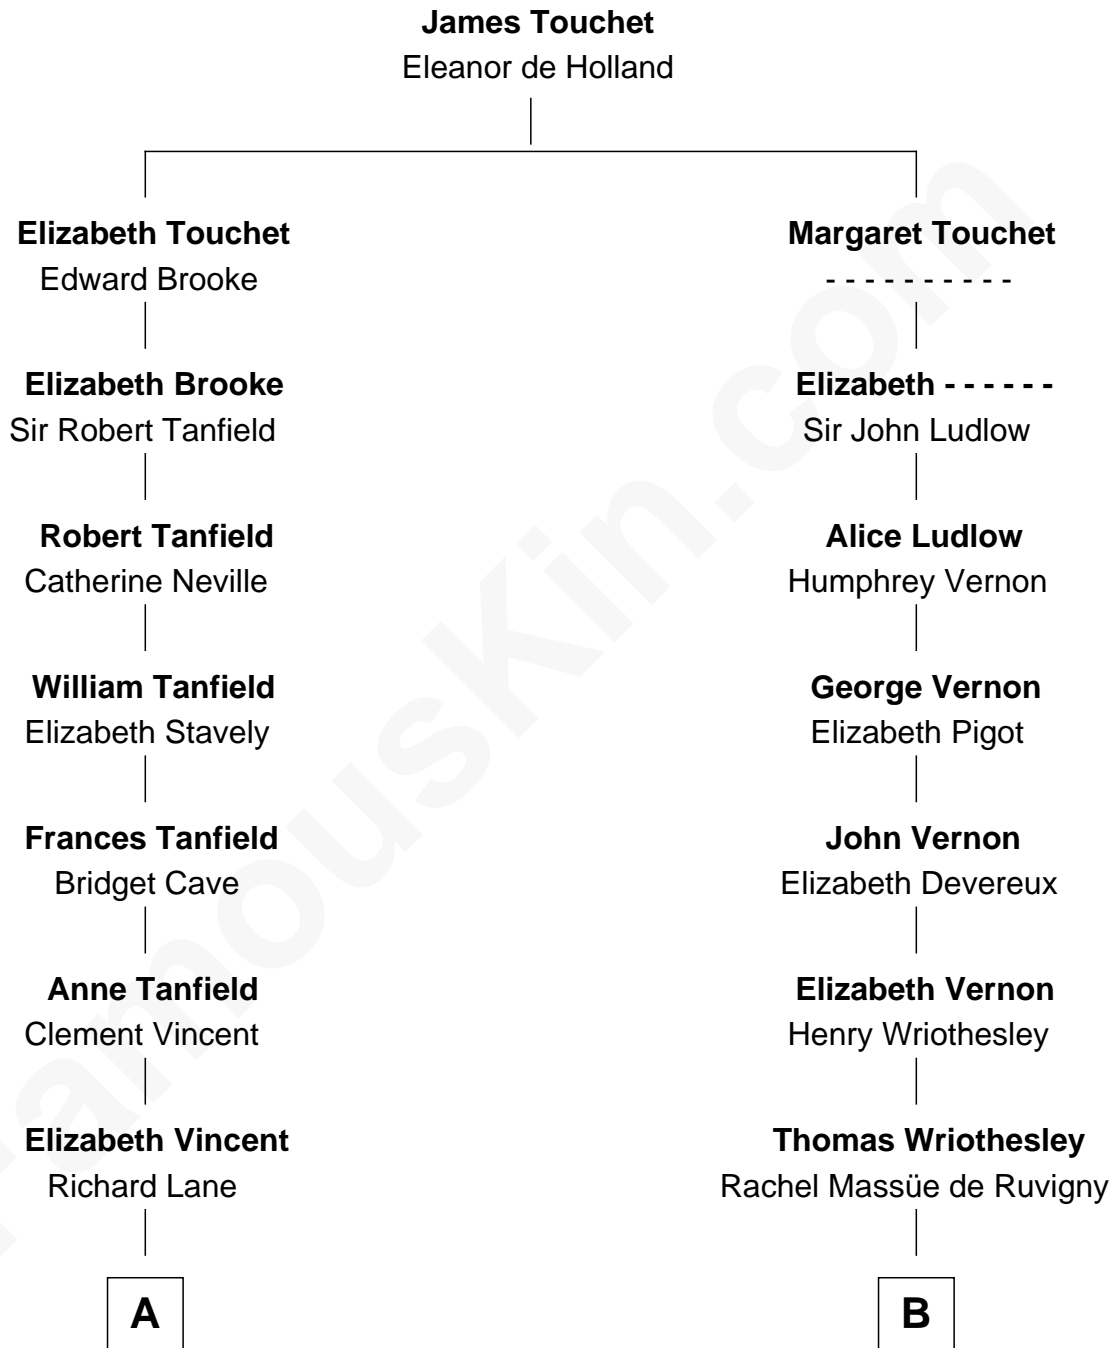 James Touchet
Eleanor de Holland
Elizabeth Touchet
Edward Brooke
Margaret Touchet
- - - - - - - - - -
Elizabeth Brooke
Sir Robert Tanfield
Elizabeth - - - - - -
Sir John Ludlow
Robert Tanfield
Catherine Neville
Alice Ludlow
Humphrey Vernon
William Tanfield
Elizabeth Stavely
George Vernon
Elizabeth Pigot
Frances Tanfield
Bridget Cave
John Vernon
Elizabeth Devereux
Anne Tanfield
Clement Vincent
Elizabeth Vernon
Henry Wriothesley
Elizabeth Vincent
Richard Lane
Thomas Wriothesley
Rachel Massüe de Ruvigny
A
B
FamousKin.com